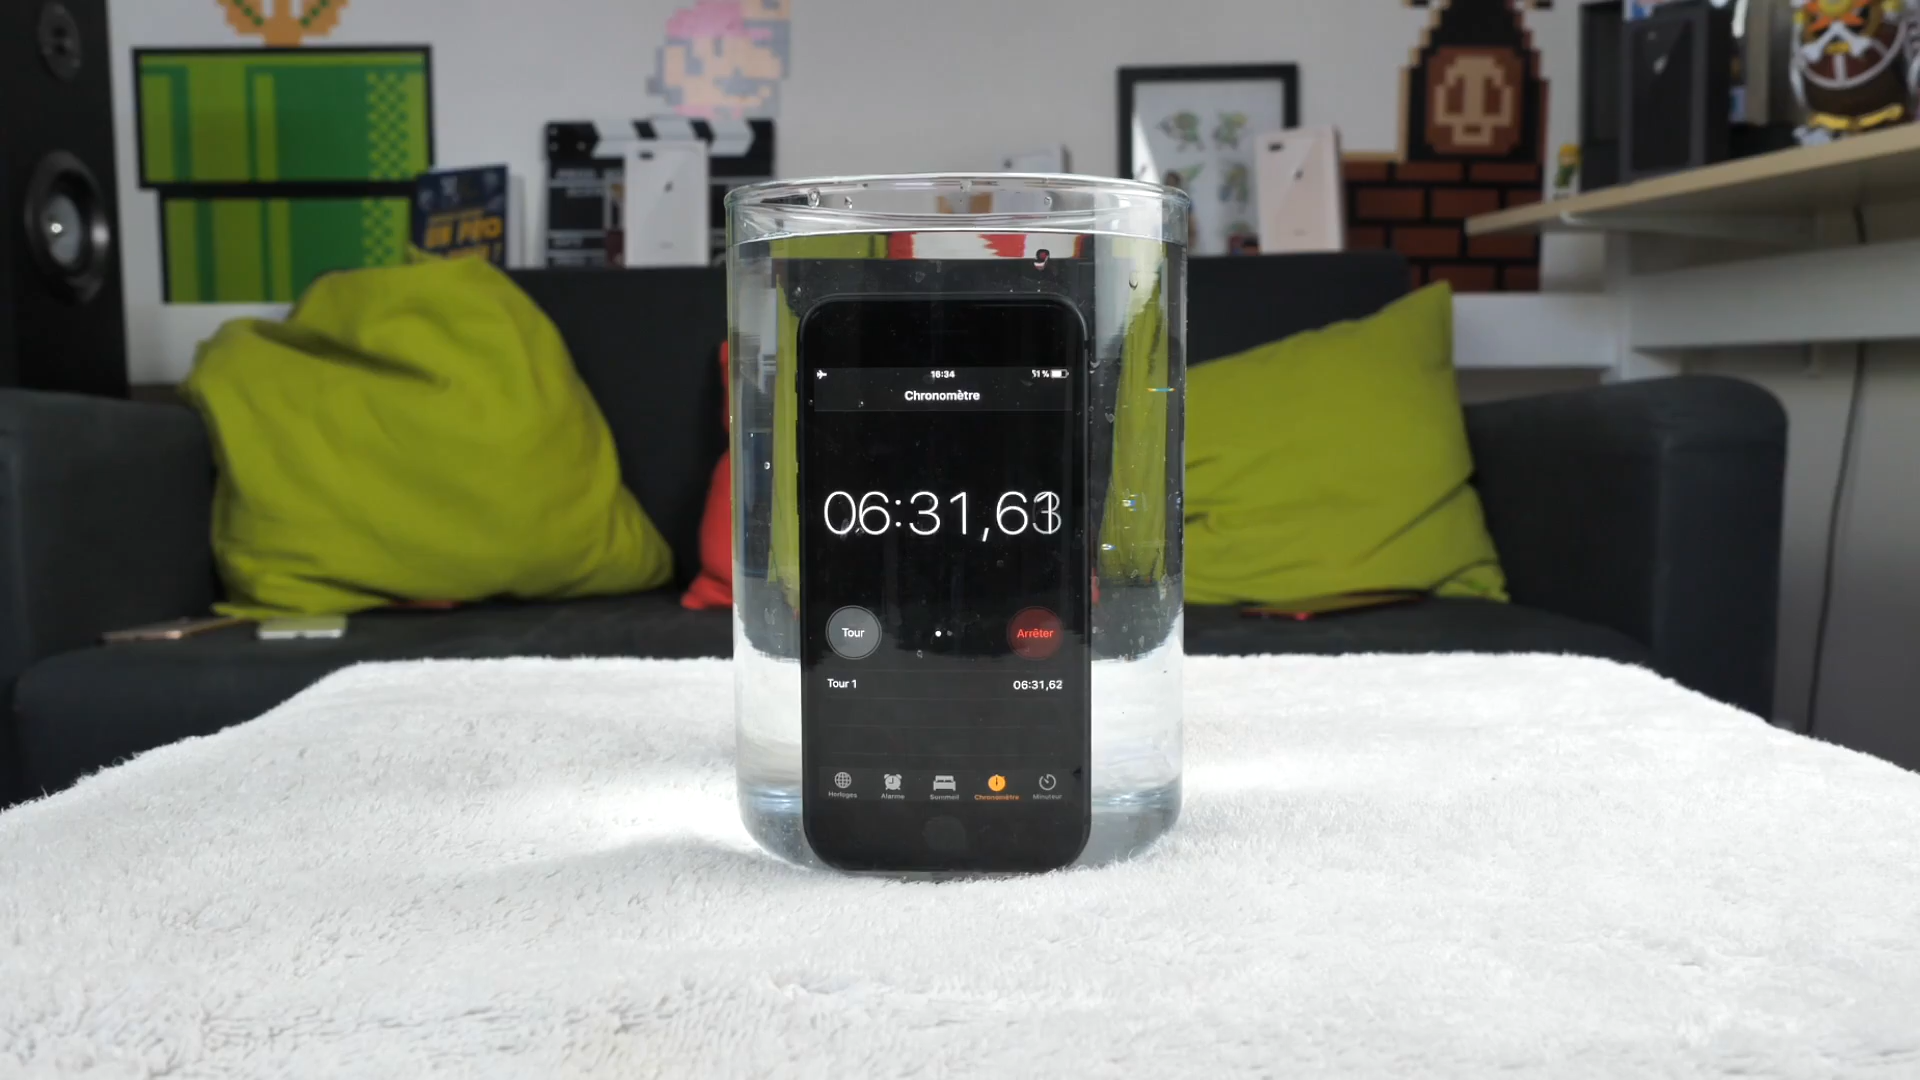 16:34
51 %
Chronomètre
06:31,63
Tour
Arrêter
Tour 1
06:31,62
Horloges
Alarme
Sommeil
Chronomètre
Minuteur